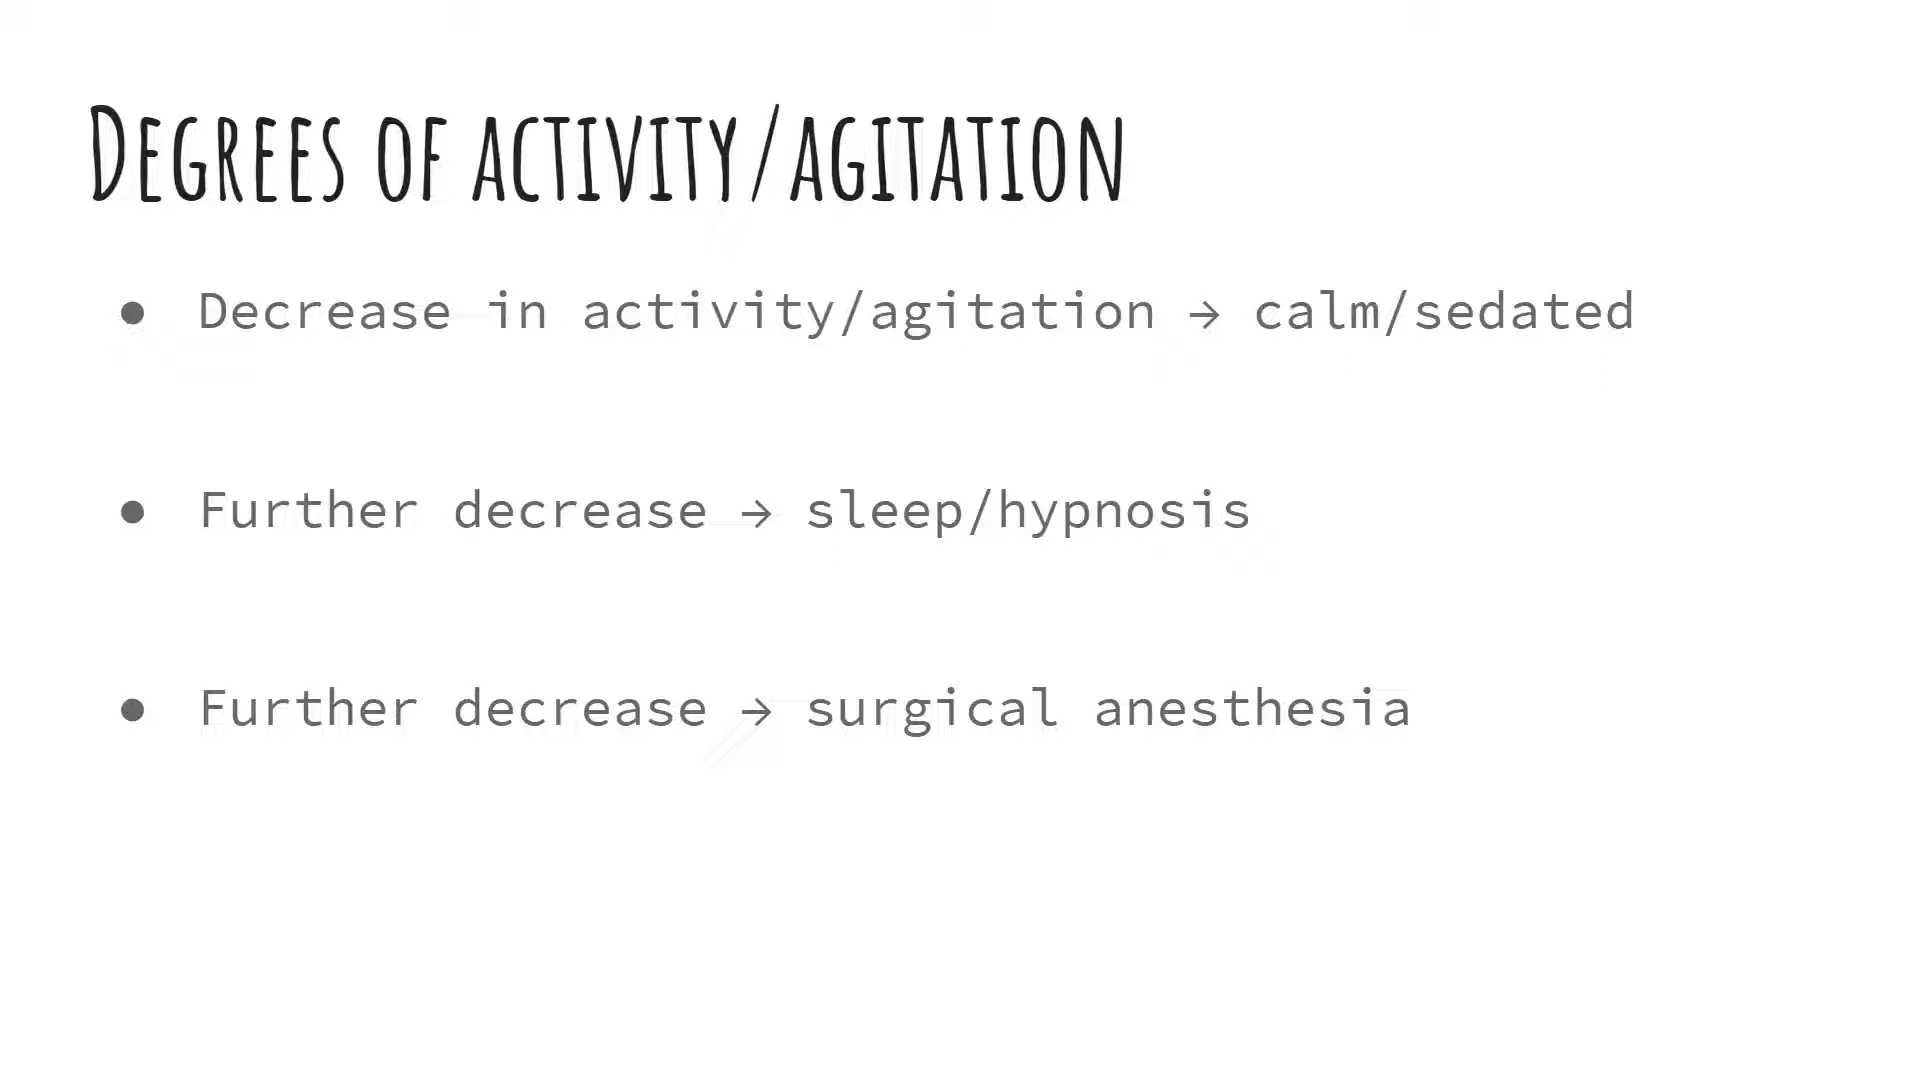 Degrees of activity/agitation
● Decrease in activity/agitation → calm/sedated
● Further decrease → sleep/hypnosis
● Further decrease → surgical anesthesia